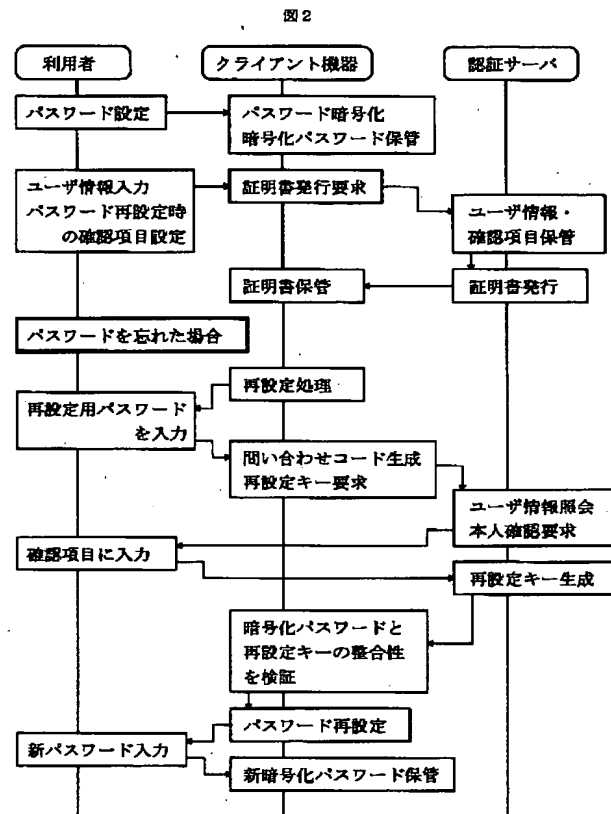 図2
利用者
クライアント機器
認証サーバ
パスワード設定
パスワード暗号化
暗号化パスワード保管
ユーザ情報入力
パスワード再設定時
の確認項目設定
証明書発行要求
ユーザ情報・
確認項目保管
証明書保管
証明書発行
パスワードを忘れた場合
再設定処理
再設定用パスワード
を入力
問い合わせコード生成
再設定キー要求
ユーザ情報照会
本人確認要求
確認項目に入力
再設定キー生成
暗号化パスワードと
再設定キーの整合性
を検証
パスワード再設定
新パスワード入力
新暗号化パスワード保管